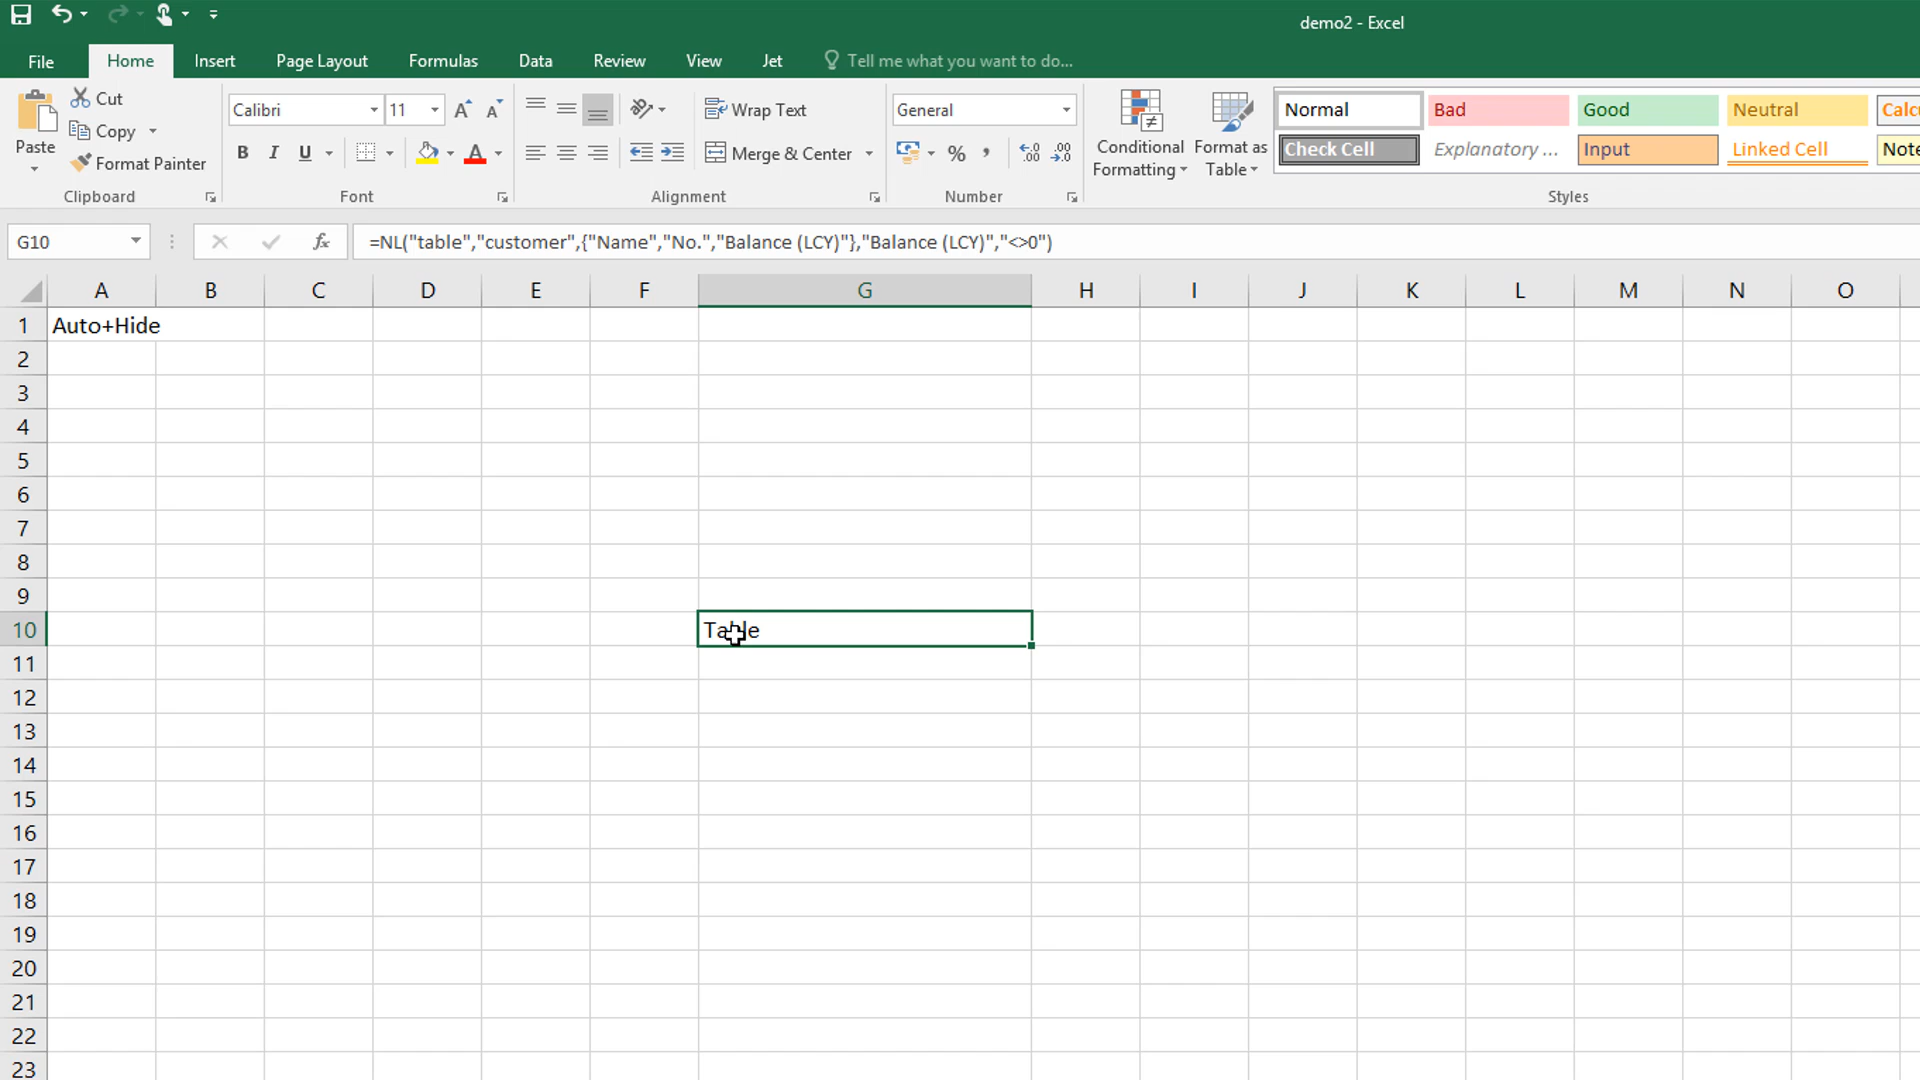 demo2 - Excel
File Home Insert Page Layout Formulas Data Review View Jet Tell me what you want to do...
Paste
Cut
Copy
Format Painter
Clipboard
Calibri 11
B I U
Font
Wrap Text
Merge & Center
Alignment
General
%
Number
Conditional Formatting
Format as Table
Normal Bad Good Neutral Calc
Check Cell Explanatory ... Input Linked Cell Note
Styles
G10 fx =NL("table","customer",{"Name","No.","Balance (LCY)"},"Balance (LCY)","<>0")
A B C D E F G H I J K L M N O
1 Auto+Hide
2
3
4
5
6
7
8
9
10 Table
11
12
13
14
15
16
17
18
19
20
21
22
23